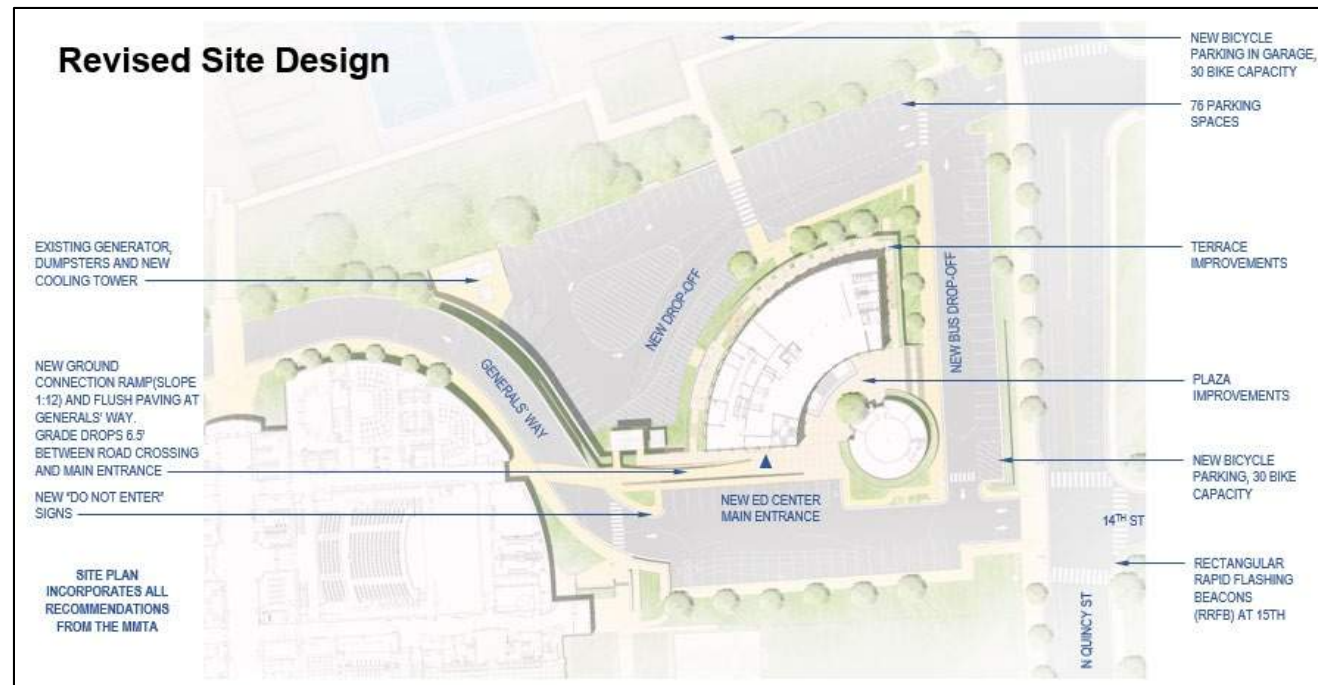 Revised Site Design
NEW BICYCLE
PARKING IN GARAGE,
30 BIKE CAPACITY
76 PARKING
SPACES
EXISTING GENERATOR,
DUMPSTERS AND NEW
COOLING TOWER
TERRACE
IMPROVEMENTS
NEW DROP-OFF
NEW BUS DROP-OFF
GENERALS' WAY
NEW GROUND
CONNECTION RAMP(SLOPE
1:12) AND FLUSH PAVING AT
GENERALS' WAY.
GRADE DROPS 6.5'
BETWEEN ROAD CROSSING
AND MAIN ENTRANCE
PLAZA
IMPROVEMENTS
NEW "DO NOT ENTER"
SIGNS
NEW ED CENTER
MAIN ENTRANCE
NEW BICYCLE
PARKING, 30 BIKE
CAPACITY
14TH ST
SITE PLAN
INCORPORATES ALL
RECOMMENDATIONS
FROM THE MMTA
RECTANGULAR
RAPID FLASHING
BEACONS
(RRFB) AT 15TH
N QUINCY ST